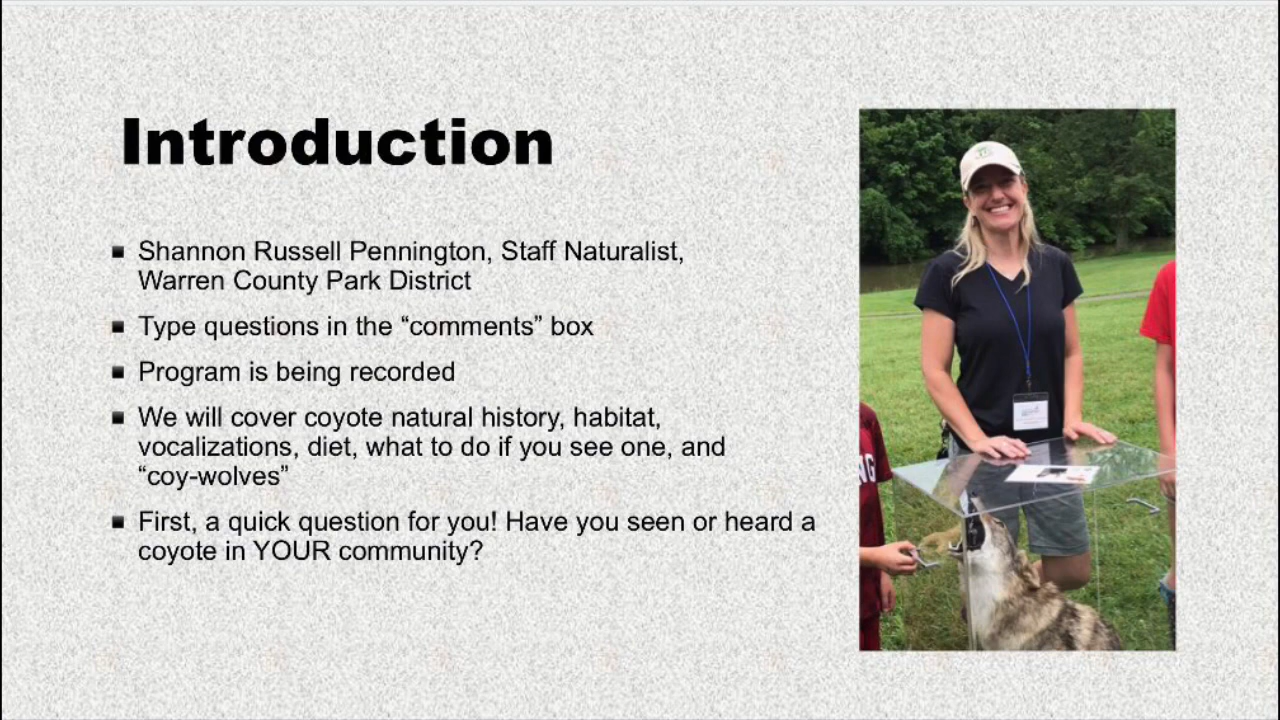 Introduction
Shannon Russell Pennington, Staff Naturalist,
Warren County Park District
Type questions in the “comments” box
Program is being recorded
We will cover coyote natural history, habitat,
vocalizations, diet, what to do if you see one, and
“coy-wolves”
First, a quick question for you! Have you seen or heard a
coyote in YOUR community?
NG